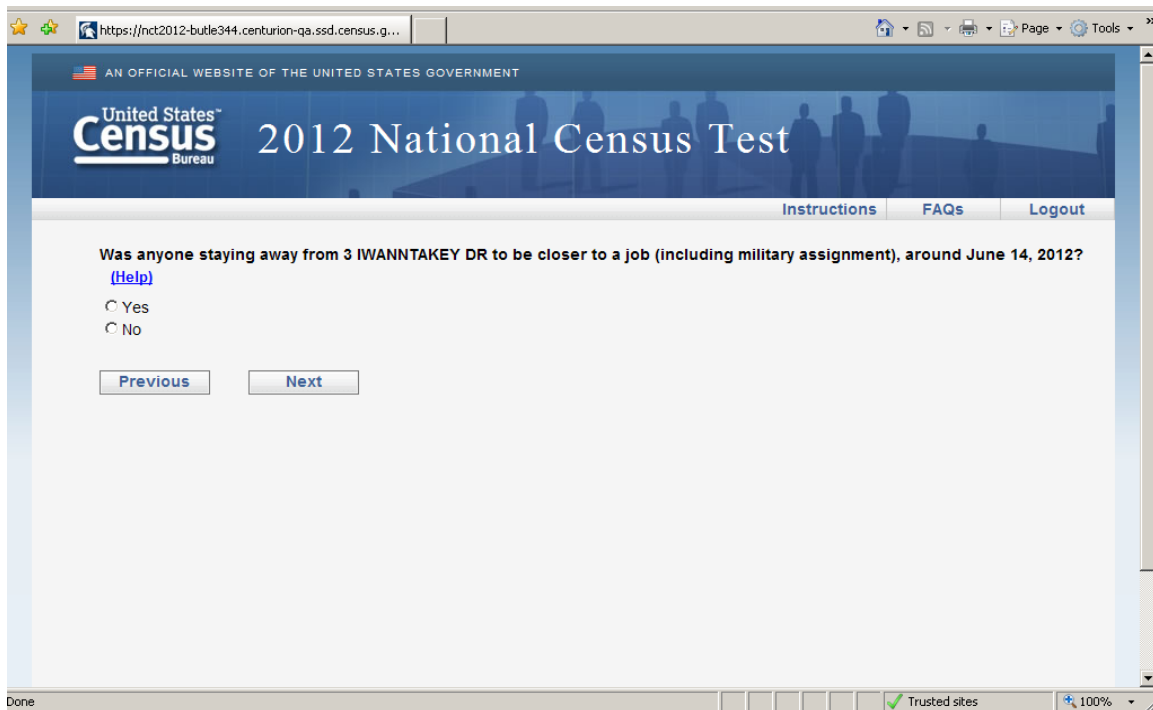 https://nct2012-butle344.centurion-qa.ssd.census.g...
Page Tools »
AN OFFICIAL WEBSITE OF THE UNITED STATES GOVERNMENT
United States™
Census
Bureau
2012 National Census Test
Instructions FAQs Logout
Was anyone staying away from 3 IWANNTAKEY DR to be closer to a job (including military assignment), around June 14, 2012?
(Help)
Yes
No
Previous Next
Done Trusted sites 100%